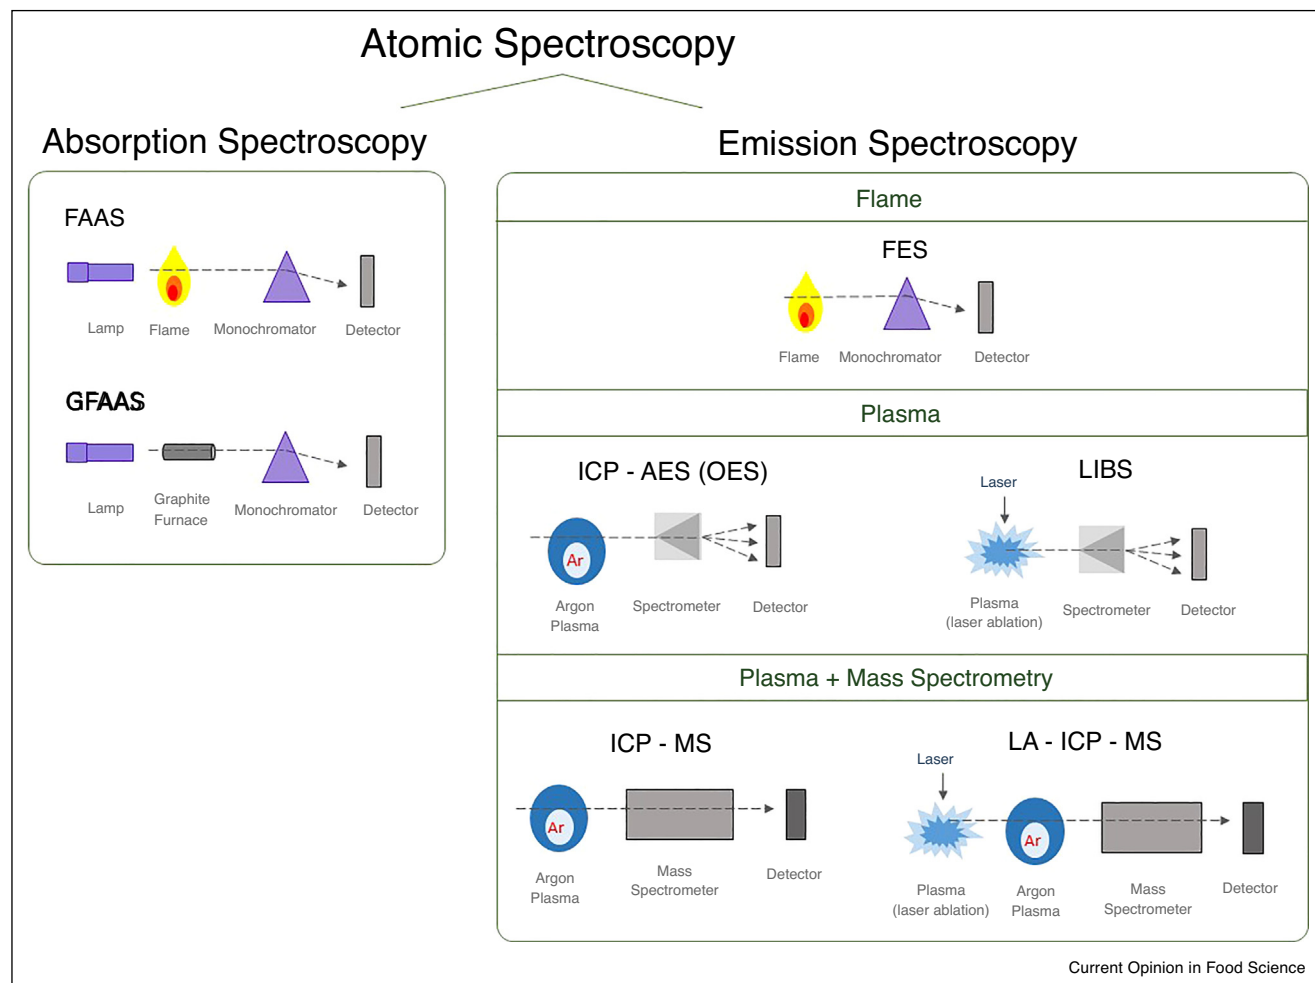 Atomic Spectroscopy
Absorption Spectroscopy
FAAS
Lamp
Flame
Monochromator
Detector
GFAAS
Lamp
Graphite
Furnace
Monochromator
Detector
Emission Spectroscopy
Flame
FES
Flame
Monochromator
Detector
Plasma
ICP - AES (OES)
Ar
Argon
Plasma
Spectrometer
Detector
LIBS
Laser
Plasma
(laser ablation)
Spectrometer
Detector
Plasma + Mass Spectrometry
ICP - MS
Ar
Argon
Plasma
Mass
Spectrometer
Detector
LA - ICP - MS
Laser
Ar
Plasma
(laser ablation)
Argon
Plasma
Mass
Spectrometer
Detector
Current Opinion in Food Science